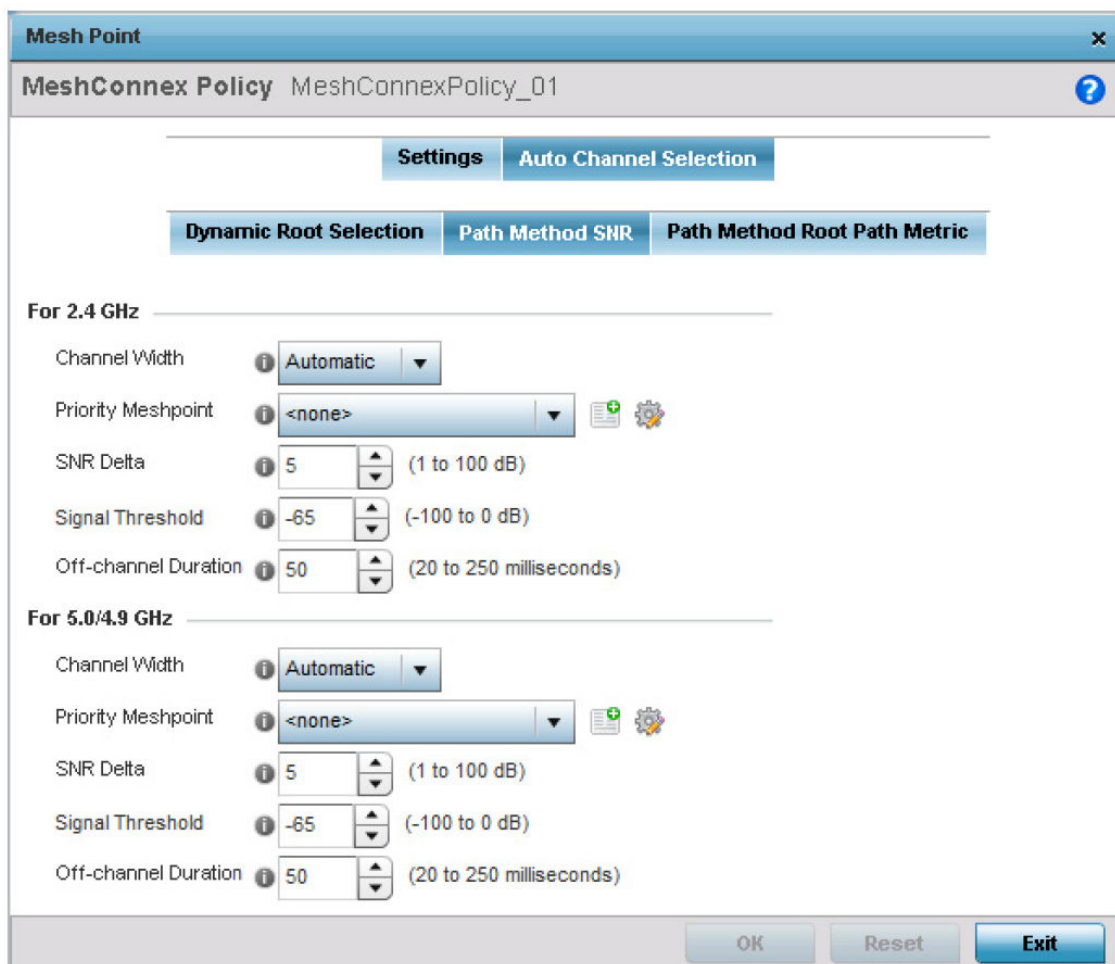 Mesh Point
MeshConnex Policy MeshConnexPolicy_01
Settings Auto Channel Selection
Dynamic Root Selection Path Method SNR Path Method Root Path Metric
For 2.4 GHz
Channel Width Automatic
Priority Meshpoint <none>
SNR Delta 5 (1 to 100 dB)
Signal Threshold -65 (-100 to 0 dB)
Off-channel Duration 50 (20 to 250 milliseconds)
For 5.0/4.9 GHz
Channel Width Automatic
Priority Meshpoint <none>
SNR Delta 5 (1 to 100 dB)
Signal Threshold -65 (-100 to 0 dB)
Off-channel Duration 50 (20 to 250 milliseconds)
OK Reset Exit